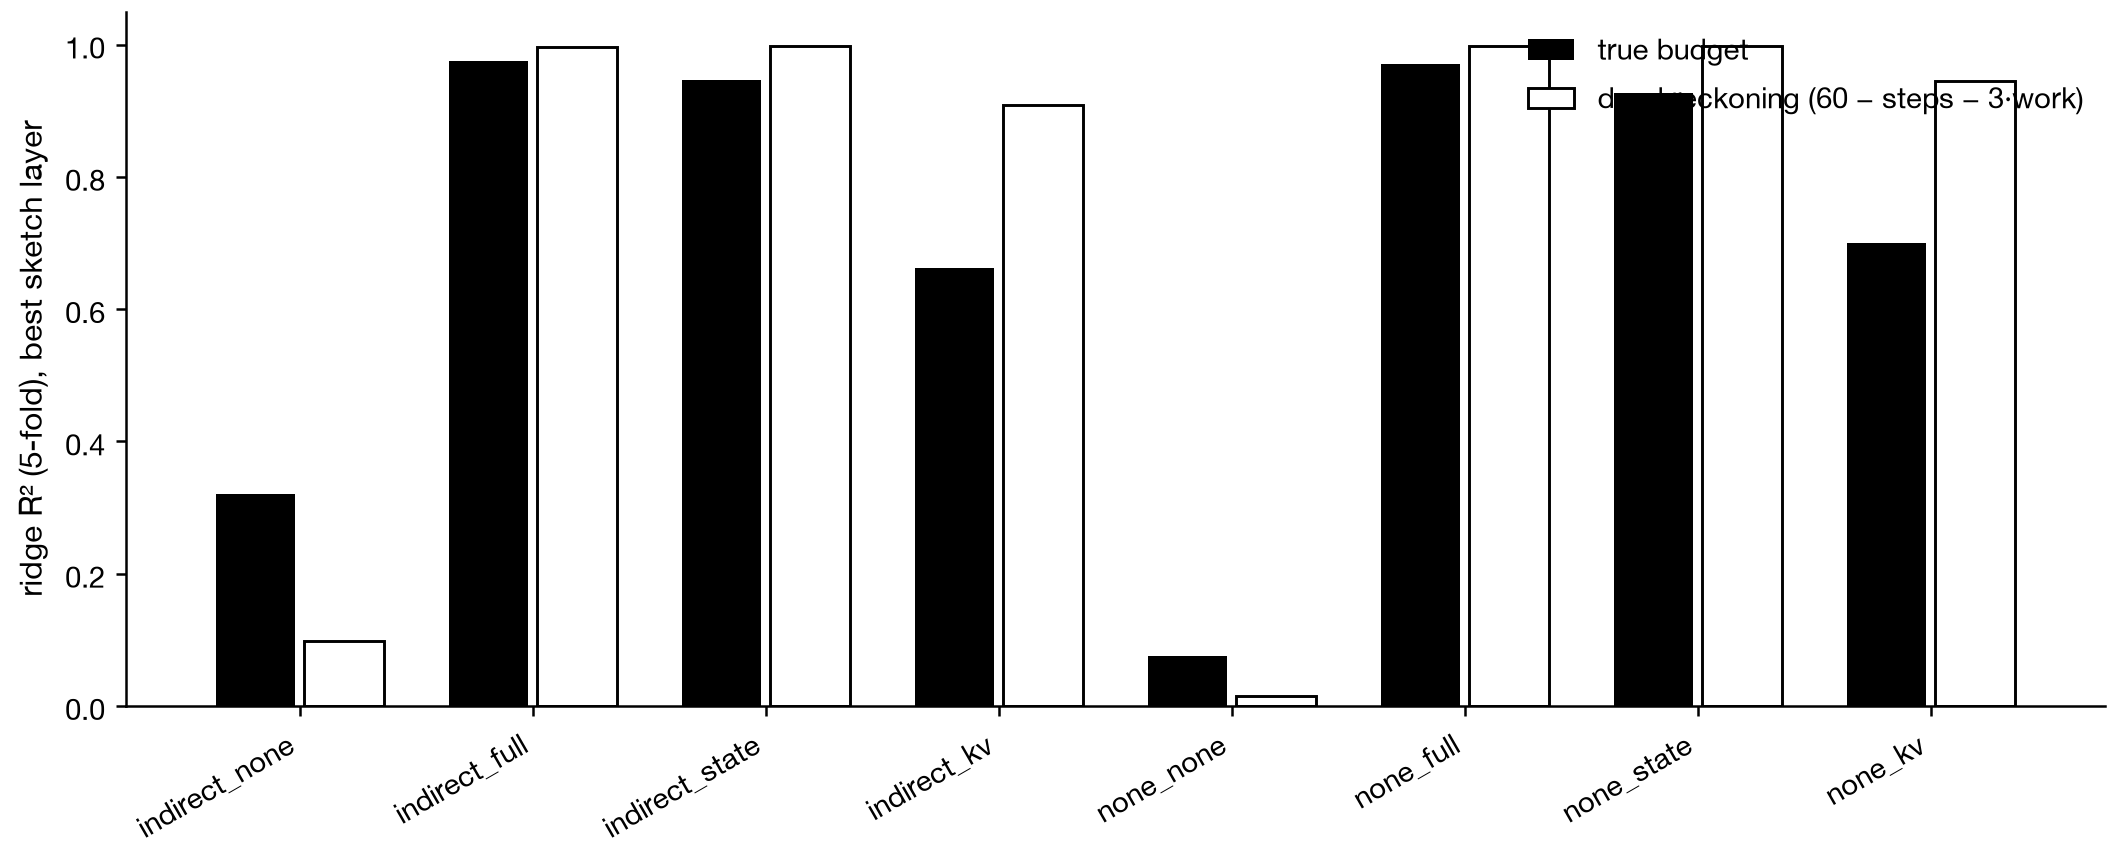 1.0
0.8
0.6
0.4
0.2
0.0
ridge R² (5-fold), best sketch layer
true budget
(60 − steps − 3·work)
indirect_none
indirect_full
indirect_state
indirect_kv
none_none
none_full
none_state
none_kv